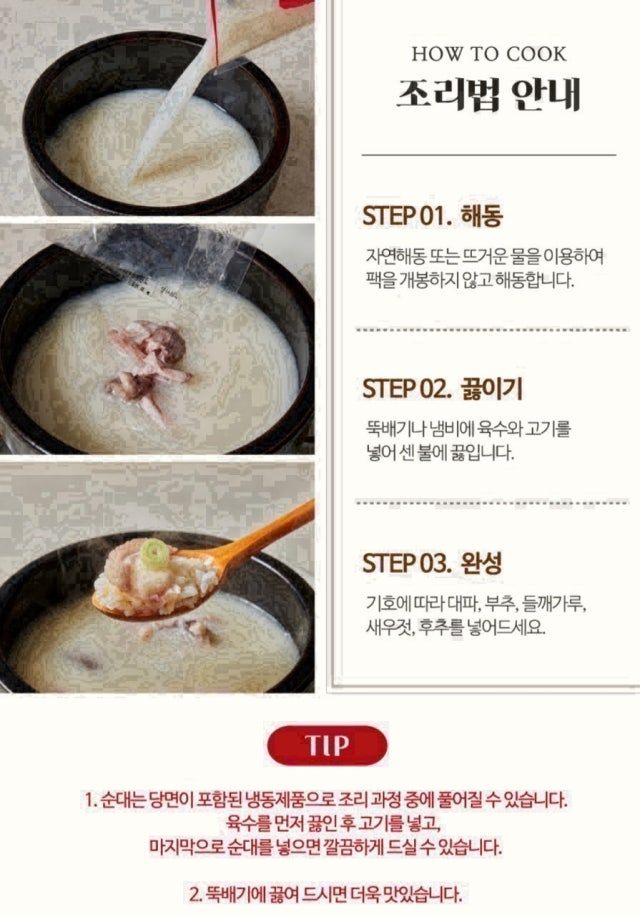 HOW TO COOK
조리법 안내
STEP 01. 해동
자연해동 또는 뜨거운 물을 이용하여
팩을 개봉하지 않고 해동합니다.
STEP 02. 끓이기
뚝배기나 냄비에 육수와 고기를
넣어 센 불에 끓입니다.
STEP 03. 완성
기호에 따라 대파, 부추, 들깨가루,
새우젓, 후추를 넣어드세요.
TIP
1. 순대는 당면이 포함된 냉동제품으로 조리 과정 중에 풀어질 수 있습니다.
육수를 먼저 끓인 후 고기를 넣고,
마지막으로 순대를 넣으면 깔끔하게 드실 수 있습니다.
2. 뚝배기에 끓여 드시면 더욱 맛있습니다.